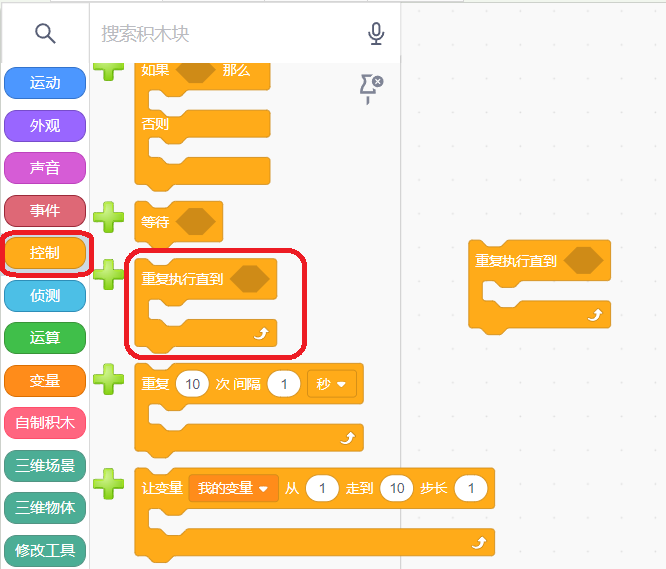 搜索积木块
运动
外观
声音
事件
控制
侦测
运算
变量
自制积木
三维场景
三维物体
修改工具
如果 那么
否则
等待
重复执行直到
重复 10 次 间隔 1 秒
让变量 我的变量 从 1 走到 10 步长 1
重复执行直到